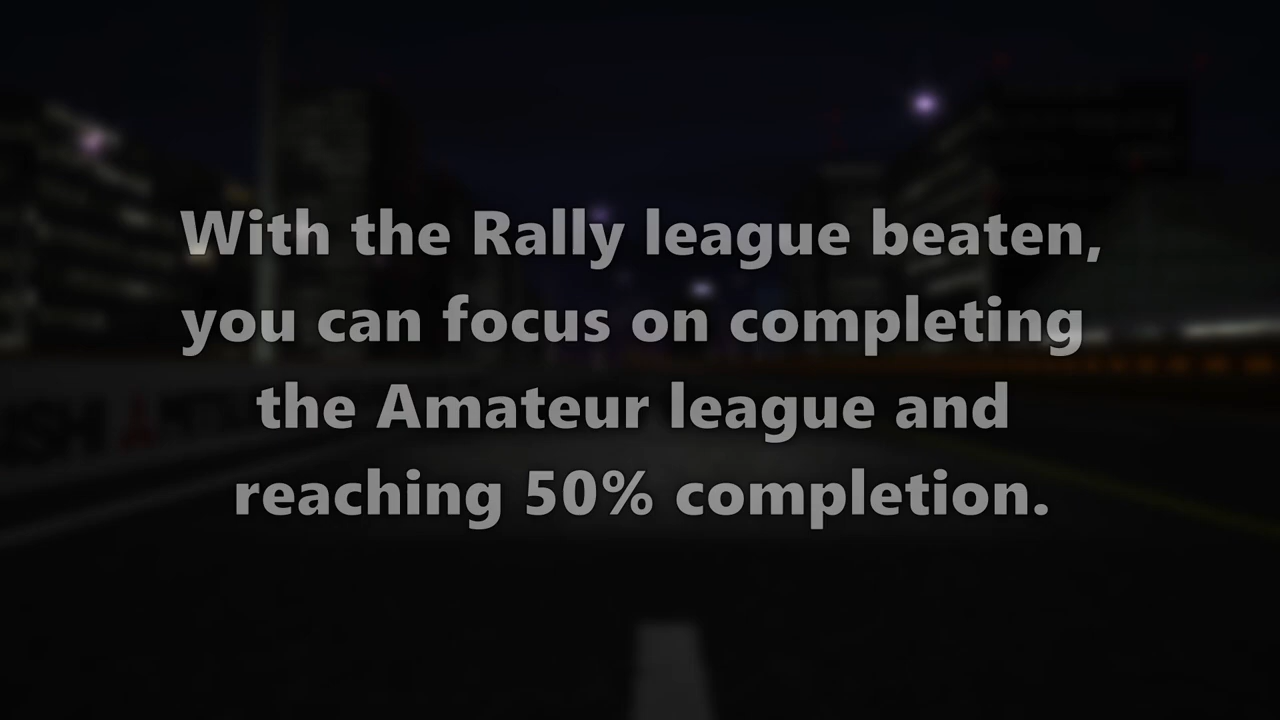 With the Rally league beaten,
you can focus on completing
the Amateur league and
reaching 50% completion.